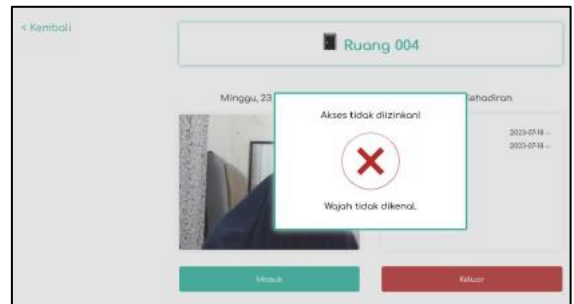 < Kembali
Ruang 004
Minggu, 23
Kehadiran
Akses tidak diizinkan!
Wajah tidak dikenal.
2023-07-18 --
2023-07-18 --
Masuk
Keluar